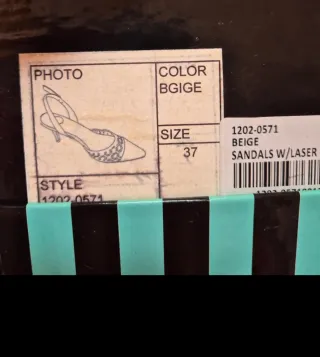 PHOTO
COLOR
BGIGE
SIZE
37
STYLE
1202-0571
1202-0571
BEIGE
SANDALS W/LASER